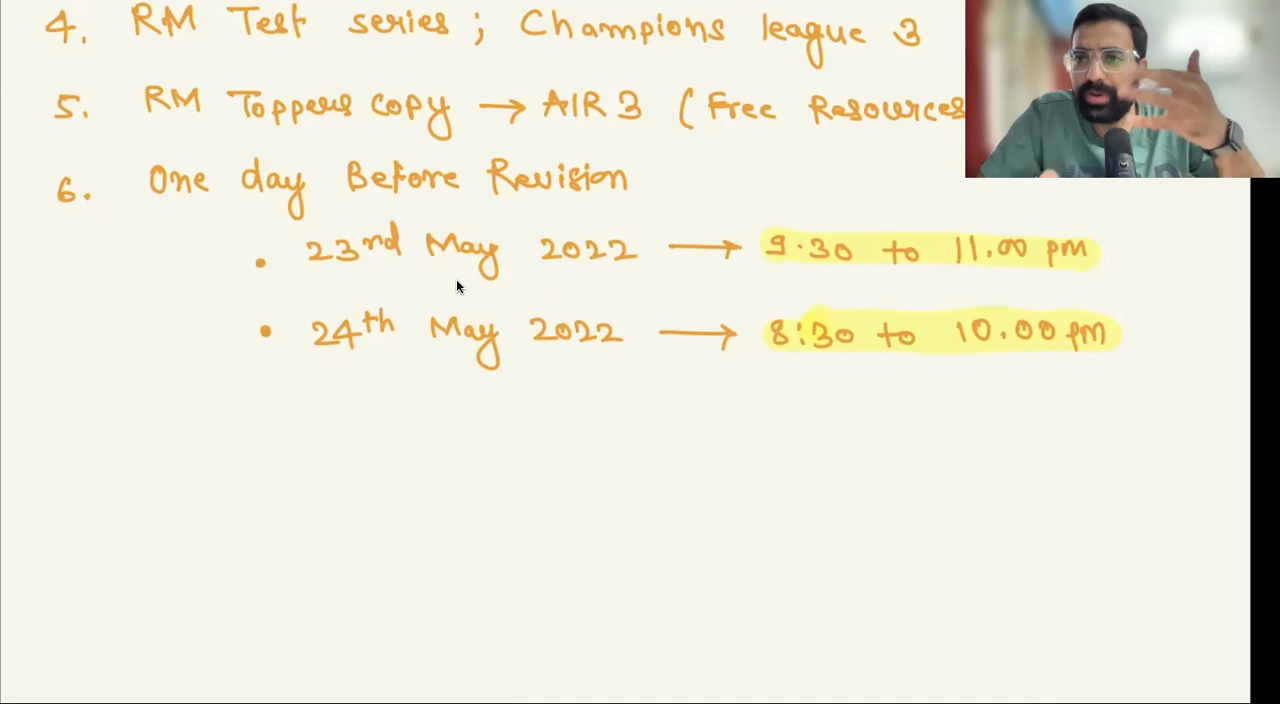 4. RM Test series ; Champions league 3
5. RM Toppers copy → AIR 3 ( Free Resources
6. One day Before Revision
• 23rd May 2022 → 9.30 to 11.00 pm
• 24th May 2022 → 8:30 to 10.00 pm